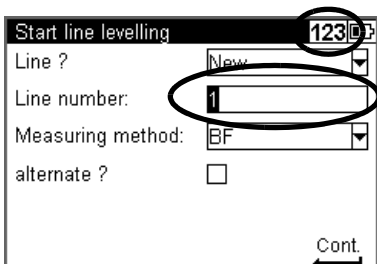 Start line levelling 123
Line ? New
Line number: 1
Measuring method: BF
alternate ?
Cont.